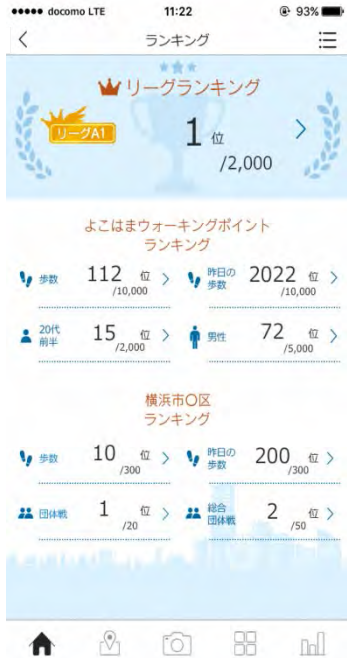 docomo LTE 11:22 93%
ランキング
リーグランキング
リーグA1
1 位
/2,000
よこはまウォーキングポイント
ランキング
歩数 112 位
/10,000
昨日の
歩数 2022 位
/10,000
20代
前半 15 位
/2,000
男性 72 位
/5,000
横浜市〇区
ランキング
歩数 10 位
/300
昨日の
歩数 200 位
/300
団体戦 1 位
/20
総合
団体戦 2 位
/50